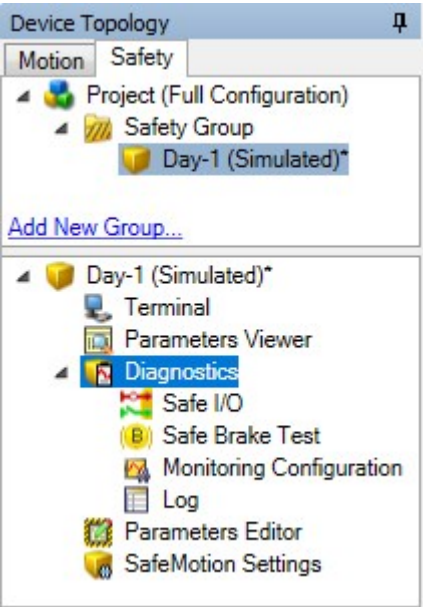 Device Topology
Motion Safety
Project (Full Configuration)
Safety Group
Day-1 (Simulated)*
Add New Group...
Day-1 (Simulated)*
Terminal
Parameters Viewer
Diagnostics
Safe I/O
B Safe Brake Test
Monitoring Configuration
Log
Parameters Editor
SafeMotion Settings